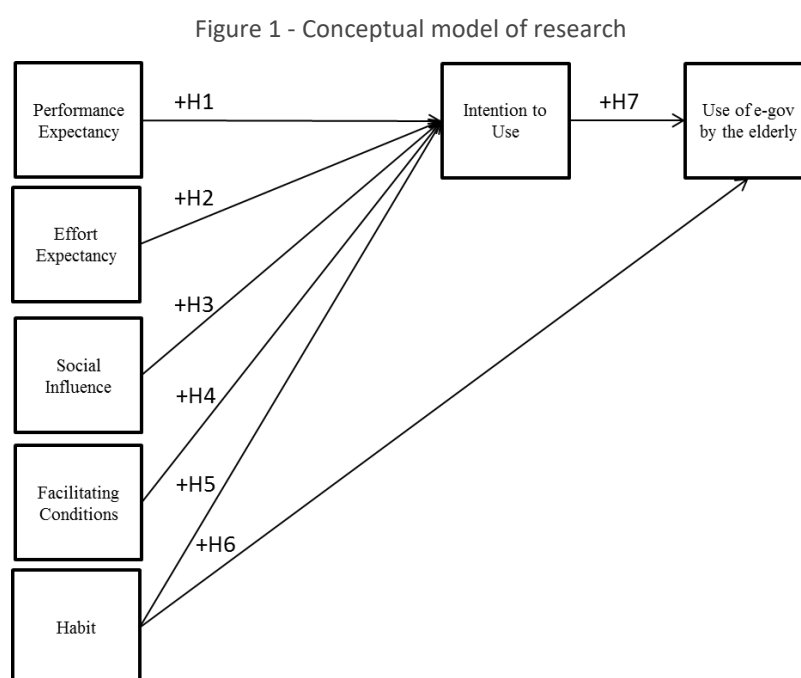 Figure 1 - Conceptual model of research
Performance
Expectancy
+H1
Intention to
Use
+H7
Use of e-gov
by the elderly
Effort
Expectancy
+H2
Social
Influence
+H3
Facilitating
Conditions
+H4
+H5
+H6
Habit